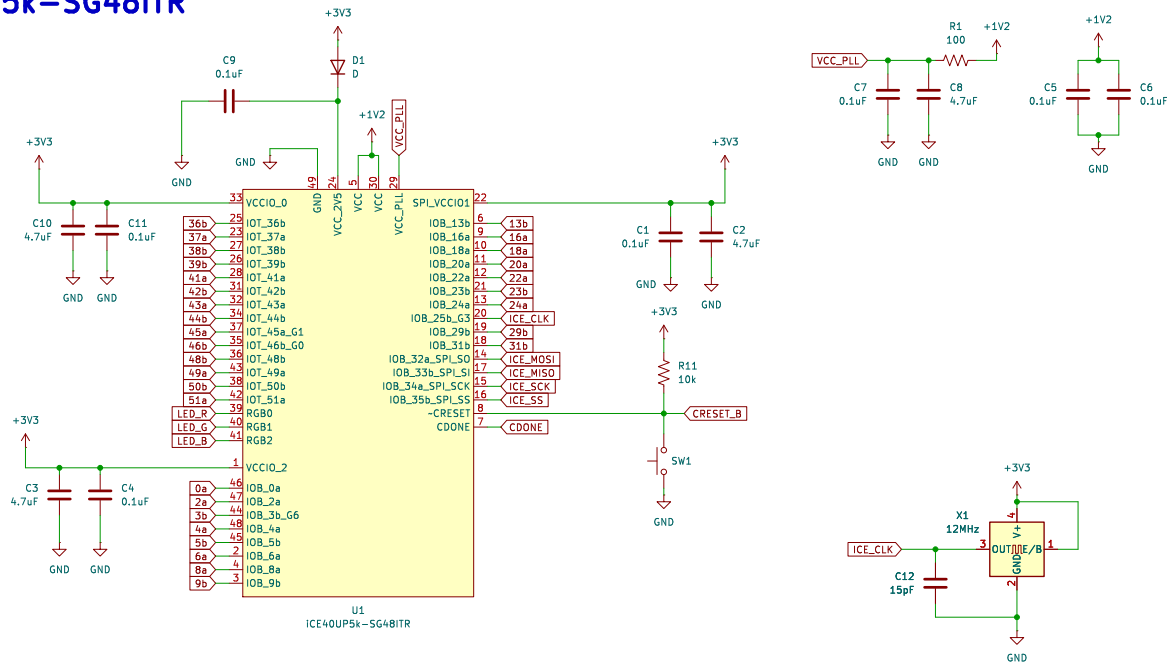 5k-SG48ITR
+3V3
C9
0.1uF
D1
D
GND
GND
+1V2
VCC_PLL
VCC_PLL
R1
100
+1V2
C7
0.1uF
C8
4.7uF
GND
GND
+1V2
C5
0.1uF
C6
0.1uF
GND
+3V3
C10
4.7uF
C11
0.1uF
GND
GND
49
24
5
30
29
GND
VCC_2V5
VCC
VCC
VCC_PLL
33 VCCIO_0
36b 25 IOT_36b
37a 23 IOT_37a
38b 27 IOT_38b
39b 26 IOT_39b
41a 28 IOT_41a
42b 31 IOT_42b
43a 32 IOT_43a
44b 34 IOT_44b
45a 37 IOT_45a_G1
46b 35 IOT_46b_G0
48b 36 IOT_48b
49a 43 IOT_49a
50b 38 IOT_50b
51a 42 IOT_51a
LED_R 39 RGB0
LED_G 40 RGB1
LED_B 41 RGB2
1 VCCIO_2
0a 46 IOB_0a
2a 47 IOB_2a
3b 44 IOB_3b_G6
4a 48 IOB_4a
5b 45 IOB_5b
6a 2 IOB_6a
8a 4 IOB_8a
9b 3 IOB_9b
SPI_VCCIO1 22
IOB_13b 6 13b
IOB_16a 9 16a
IOB_18a 10 18a
IOB_20a 11 20a
IOB_22a 12 22a
IOB_23b 21 23b
IOB_24a 13 24a
IOB_25b_G3 20 ICE_CLK
IOB_29b 19 29b
IOB_31b 18 31b
IOB_32a_SPI_SO 14 ICE_MOSI
IOB_33b_SPI_SI 17 ICE_MISO
IOB_34a_SPI_SCK 15 ICE_SCK
IOB_35b_SPI_SS 16 ICE_SS
~CRESET 8
CDONE 7 CDONE
U1
iCE40UP5k-SG48ITR
+3V3
C3
4.7uF
C4
0.1uF
GND
GND
+3V3
C1
0.1uF
C2
4.7uF
GND
GND
+3V3
R11
10k
CRESET_B
SW1
GND
+3V3
X1
12MHz
4
V+
ICE_CLK
3 OUT
E/B 1
GND
2
C12
15pF
GND